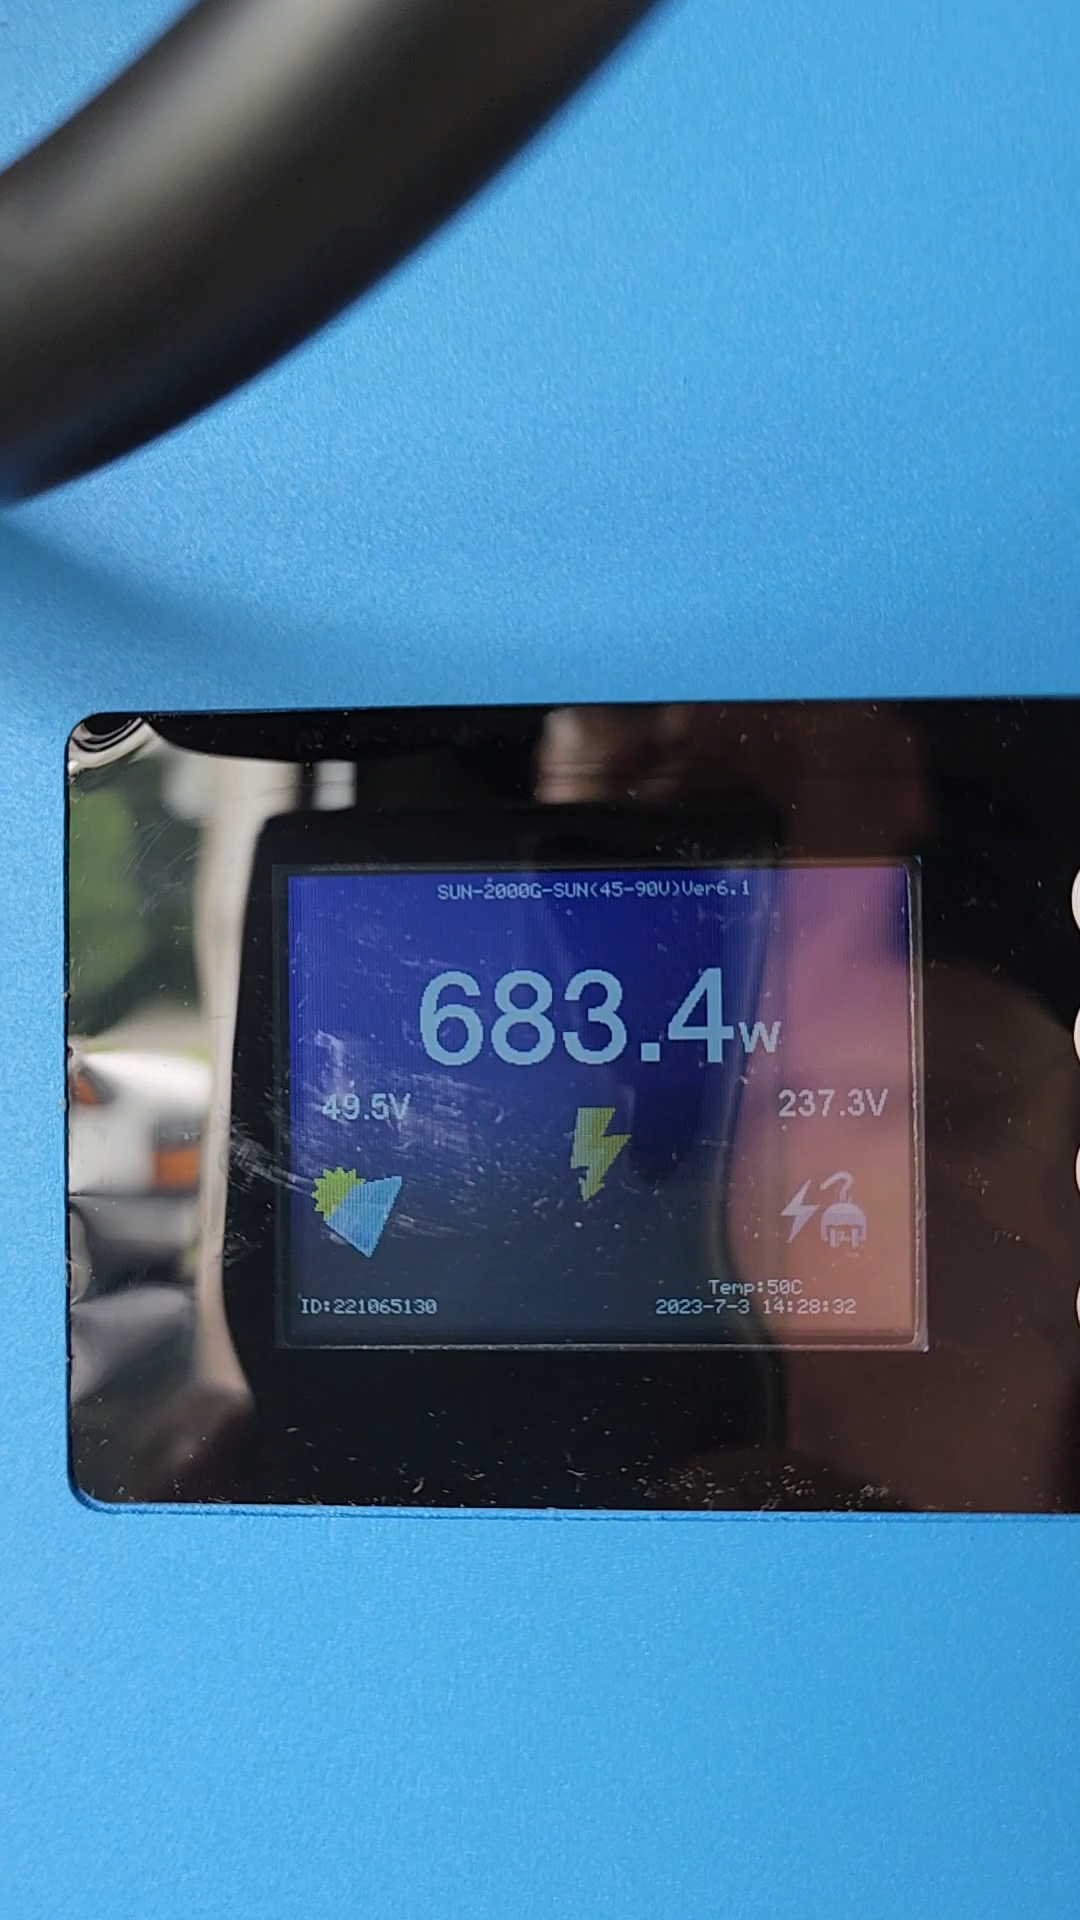 SUN-2000G-SUN(45-90V)Ver6.1
683.4W
49.5V
237.3V
Temp:50C
ID:221065130
2023-7-3 14:28:32